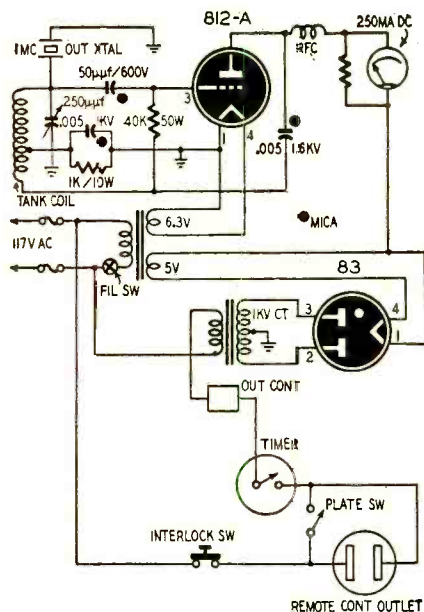 812-A
250MA DC
1MC OUT XTAL
RFC
50µµf/600V
3
250µµf
.005 1KV
40K 50W
1 4
.005 1.6KV
1K/10W
TANK COIL
6.3V
MICA
117V AC
5V
83
FIL SW
1KV CT
3 4
2 1
OUT CONT
TIMER
PLATE SW
INTERLOCK SW
REMOTE CONT OUTLET